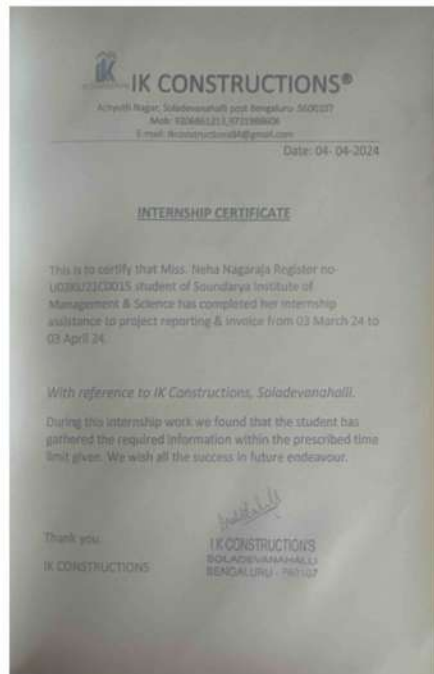 IK
IK CONSTRUCTIONS®
Achyuth Nagar, Soladevanahalli post Bengaluru- 5600107
Mob:
E-mail:
Date: 04- 04-2024
INTERNSHIP CERTIFICATE
This is to certify that Miss. Neha Nagaraja Register no-
student of Soundarya Institute of
Management & Science has completed her internship
assistance to project reporting & invoice from 03 March 24 to
03 April 24.
With reference to IK Constructions, Soladevanahalli.
During this internship work we found that the student has
gathered the required information within the prescribed time
limit given. We wish all the success in future endeavour.
Thank you.
IK CONSTRUCTIONS
I K CONSTRUCTIONS
SOLADEVANAHALLI
BENGALURU - 560107